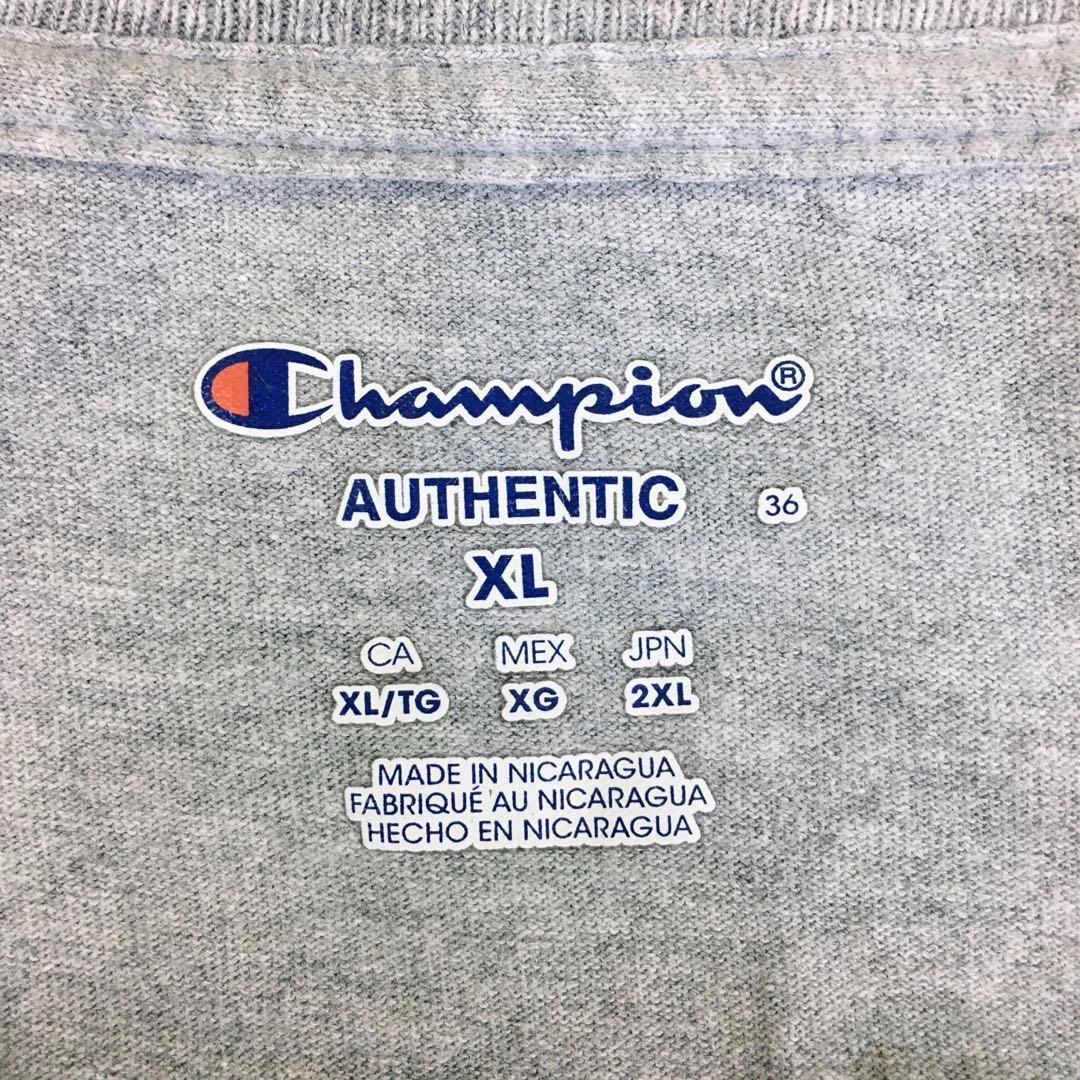 Champion®
AUTHENTIC 36
XL
CA MEX JPN
XL/TG XG 2XL
MADE IN NICARAGUA
FABRIQUÉ AU NICARAGUA
HECHO EN NICARAGUA